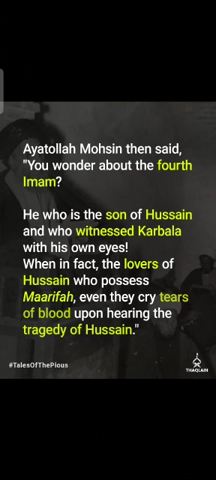 Ayatollah Mohsin then said,
"You wonder about the fourth
Imam?
He who is the son of Hussain
and who witnessed Karbala
with his own eyes!
When in fact, the lovers of
Hussain who possess
Maarifah, even they cry tears
of blood upon hearing the
tragedy of Hussain."
#TalesOfThePious
THAQLAIN